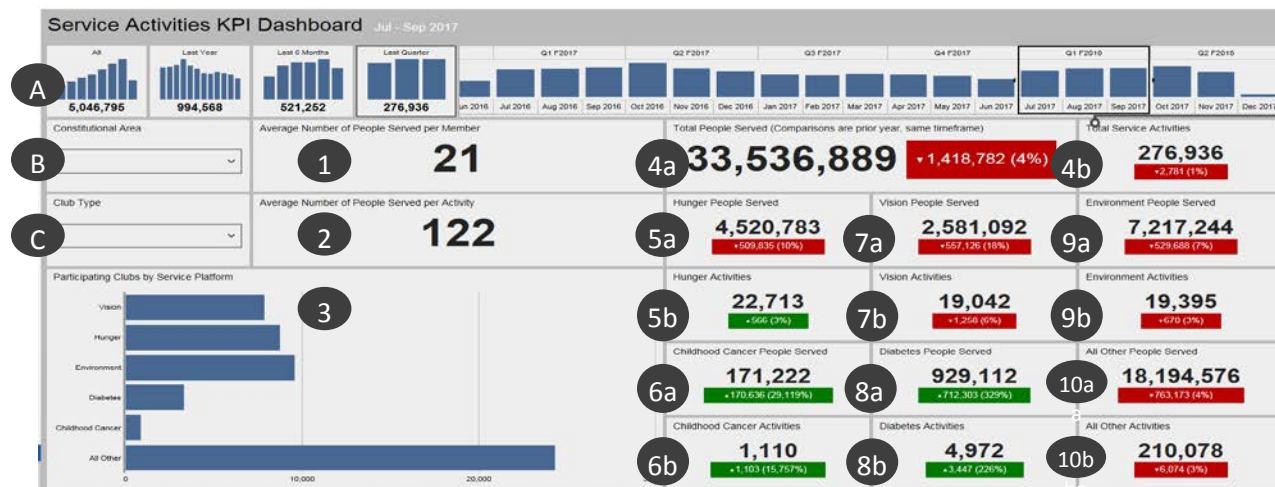 Service Activities KPI Dashboard Jul - Sep 2017
All
5,046,795
Last Year
994,568
Last 6 Months
521,252
Last Quarter
276,936
Q1 F2017
Q2 F2017
Q3 F2017
Q4 F2017
Q1 F2018
Q2 F2018
un 2016 Jul 2016 Aug 2016 Sep 2016 Oct 2016 Nov 2016 Dec 2016 Jan 2017 Feb 2017 Mar 2017 Apr 2017 May 2017 Jun 2017 Jul 2017 Aug 2017 Sep 2017 Oct 2017 Nov 2017 Dec 2017
A
Constitutional Area
B
Club Type
C
Average Number of People Served per Member
1
21
Average Number of People Served per Activity
2
122
Total People Served (Comparisons are prior year, same timeframe)
4a
33,536,889
▼1,418,782 (4%)
Total Service Activities
4b
276,936
▼2,781 (1%)
Hunger People Served
5a
4,520,783
▼509,835 (10%)
Vision People Served
7a
2,581,092
▼557,126 (18%)
Environment People Served
9a
7,217,244
▼529,688 (7%)
Participating Clubs by Service Platform
3
Vision
Hunger
Environment
Diabetes
Childhood Cancer
All Other
0
10,000
20,000
Hunger Activities
5b
22,713
▲566 (3%)
Vision Activities
7b
19,042
▼1,258 (6%)
Environment Activities
9b
19,395
▼670 (3%)
Childhood Cancer People Served
6a
171,222
▲170,636 (29,119%)
Diabetes People Served
8a
929,112
▲712,303 (329%)
All Other People Served
10a
a
18,194,576
▼763,173 (4%)
Childhood Cancer Activities
6b
1,110
▲1,103 (15,757%)
Diabetes Activities
8b
4,972
▲3,447 (226%)
All Other Activities
10b
210,078
▼6,074 (3%)